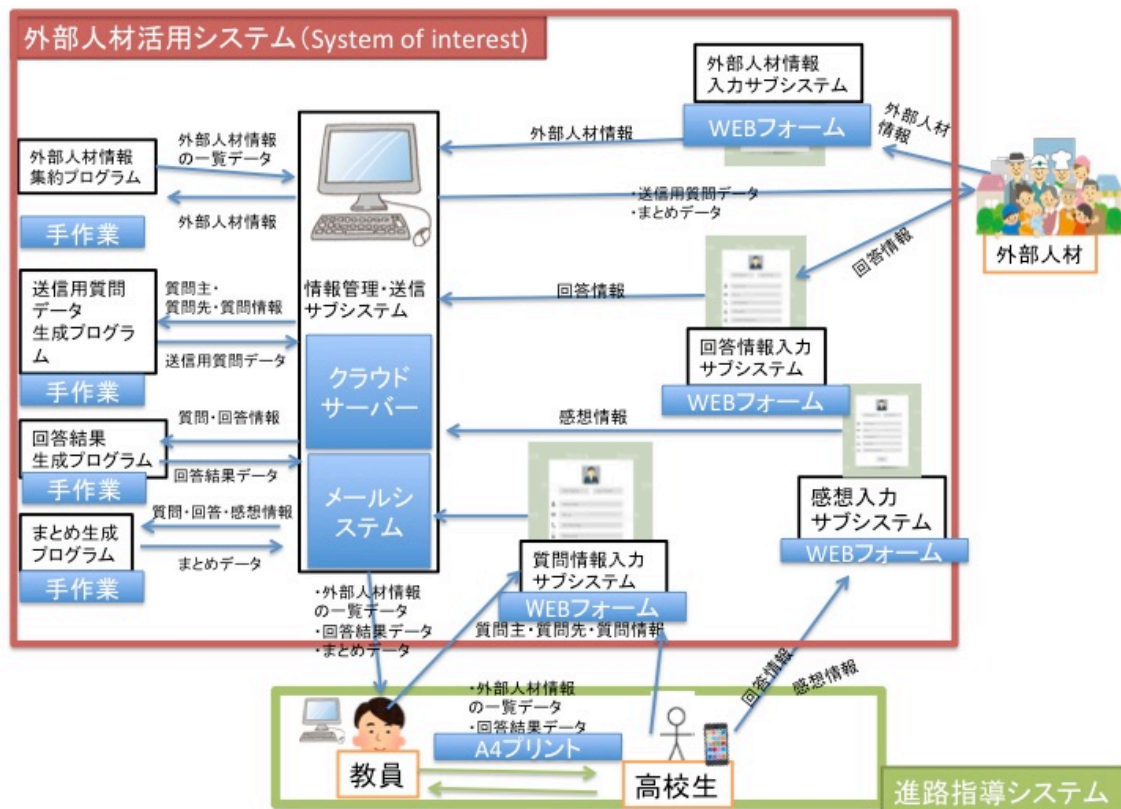 外部人材活用システム（System of interest）
外部人材情報
入力サブシステム
WEBフォーム
外部人材
情報
外部人材情報
外部人材情報
の一覧データ
外部人材情報
集約プログラム
外部人材情報
手作業
・送信用質問データ
・まとめデータ
外部人材
回答情報
送信用質問
データ
生成プログラ
ム
手作業
質問主・
質問先・質問情報
送信用質問データ
情報管理・送信
サブシステム
クラウド
サーバー
メールシ
ステム
回答情報
回答情報入力
サブシステム
WEBフォーム
感想情報
質問・回答情報
回答結果
生成プログラム
回答結果データ
手作業
感想入力
サブシステム
WEBフォーム
質問・回答・感想情報
まとめ生成
プログラム
まとめデータ
手作業
質問情報入力
サブシステム
WEBフォーム
質問主・質問先・質問情報
・外部人材情報
の一覧データ
・回答結果データ
・まとめデータ
回答情報
感想情報
・外部人材情報
の一覧データ
・回答結果データ
A4プリント
教員
高校生
進路指導システム